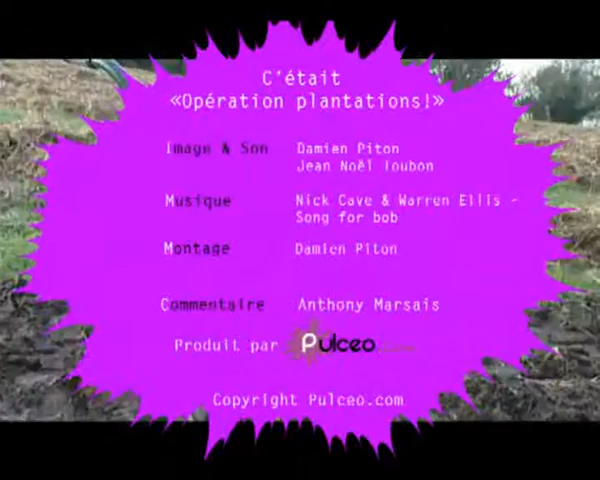 C'était
«Opération plantations!»
Image & Son Damien Piton
Jean Noël Toubon
Musique Nick Cave & Warren Ellis -
Song for bob
Montage Damien Piton
Commentaire Anthony Marsais
Produit par Pulceo
Copyright Pulceo.com